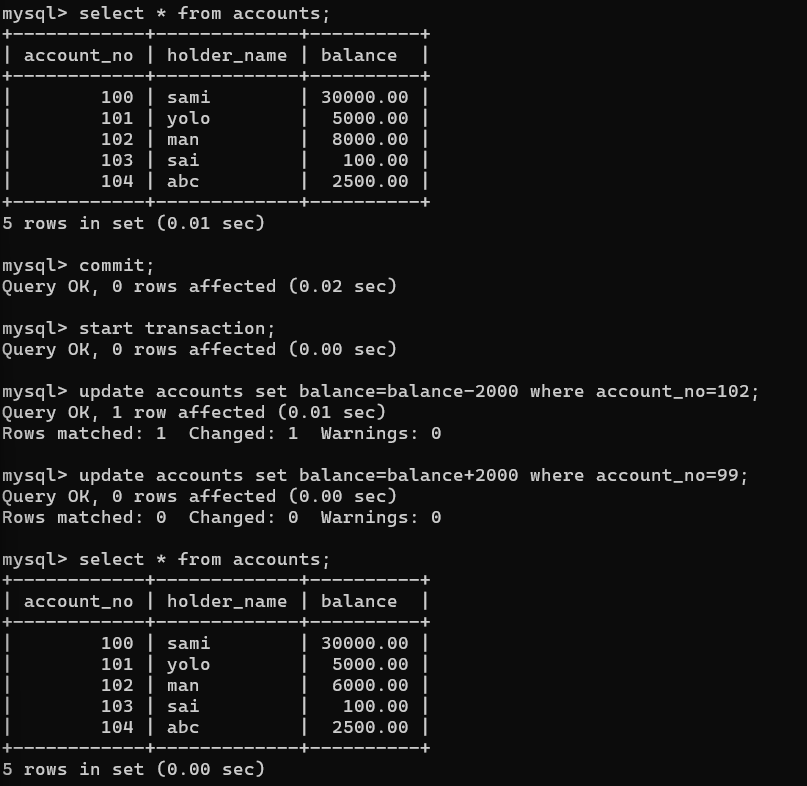 mysql> select * from accounts;
+------------+-------------+----------+
| account_no | holder_name | balance  |
+------------+-------------+----------+
|        100 | sami        | 30000.00 |
|        101 | yolo        |  5000.00 |
|        102 | man         |  8000.00 |
|        103 | sai         |   100.00 |
|        104 | abc         |  2500.00 |
+------------+-------------+----------+
5 rows in set (0.01 sec)

mysql> commit;
Query OK, 0 rows affected (0.02 sec)

mysql> start transaction;
Query OK, 0 rows affected (0.00 sec)

mysql> update accounts set balance=balance-2000 where account_no=102;
Query OK, 1 row affected (0.01 sec)
Rows matched: 1  Changed: 1  Warnings: 0

mysql> update accounts set balance=balance+2000 where account_no=99;
Query OK, 0 rows affected (0.00 sec)
Rows matched: 0  Changed: 0  Warnings: 0

mysql> select * from accounts;
+------------+-------------+----------+
| account_no | holder_name | balance  |
+------------+-------------+----------+
|        100 | sami        | 30000.00 |
|        101 | yolo        |  5000.00 |
|        102 | man         |  6000.00 |
|        103 | sai         |   100.00 |
|        104 | abc         |  2500.00 |
+------------+-------------+----------+
5 rows in set (0.00 sec)